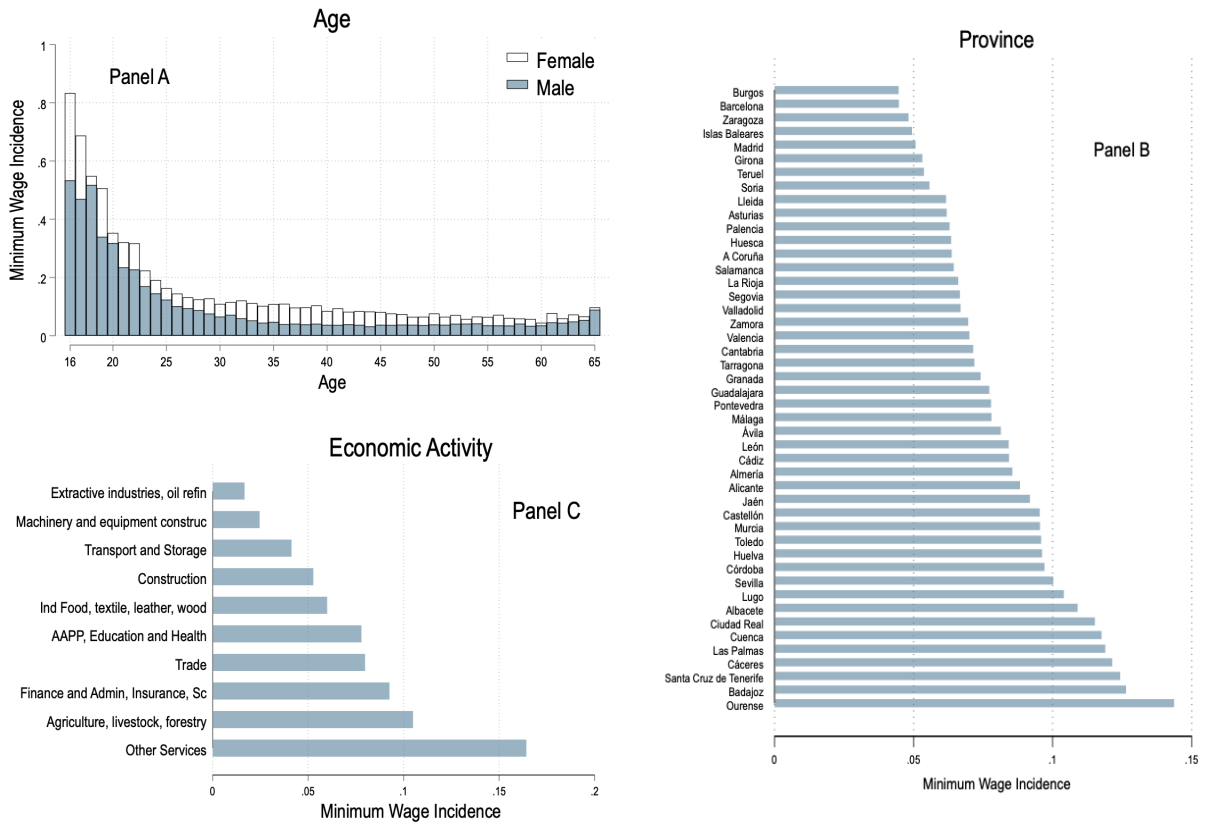 Age
Panel A
Female
Male
Minimum Wage Incidence
1
.8
.6
.4
.2
0
16 20 25 30 35 40 45 50 55 60 65
Age
Economic Activity
Panel C
Extractive industries, oil refin
Machinery and equipment construc
Transport and Storage
Construction
Ind Food, textile, leather, wood
AAPP, Education and Health
Trade
Finance and Admin, Insurance, Sc
Agriculture, livestock, forestry
Other Services
0 .05 .1 .15 .2
Minimum Wage Incidence
Province
Panel B
Burgos
Barcelona
Zaragoza
Islas Baleares
Madrid
Girona
Teruel
Soria
Lleida
Asturias
Palencia
Huesca
A Coruña
Salamanca
La Rioja
Segovia
Valladolid
Zamora
Valencia
Cantabria
Tarragona
Granada
Guadalajara
Pontevedra
Málaga
Ávila
León
Cádiz
Almería
Alicante
Jaén
Castellón
Murcia
Toledo
Huelva
Córdoba
Sevilla
Lugo
Albacete
Ciudad Real
Cuenca
Las Palmas
Cáceres
Santa Cruz de Tenerife
Badajoz
Ourense
0 .05 .1 .15
Minimum Wage Incidence